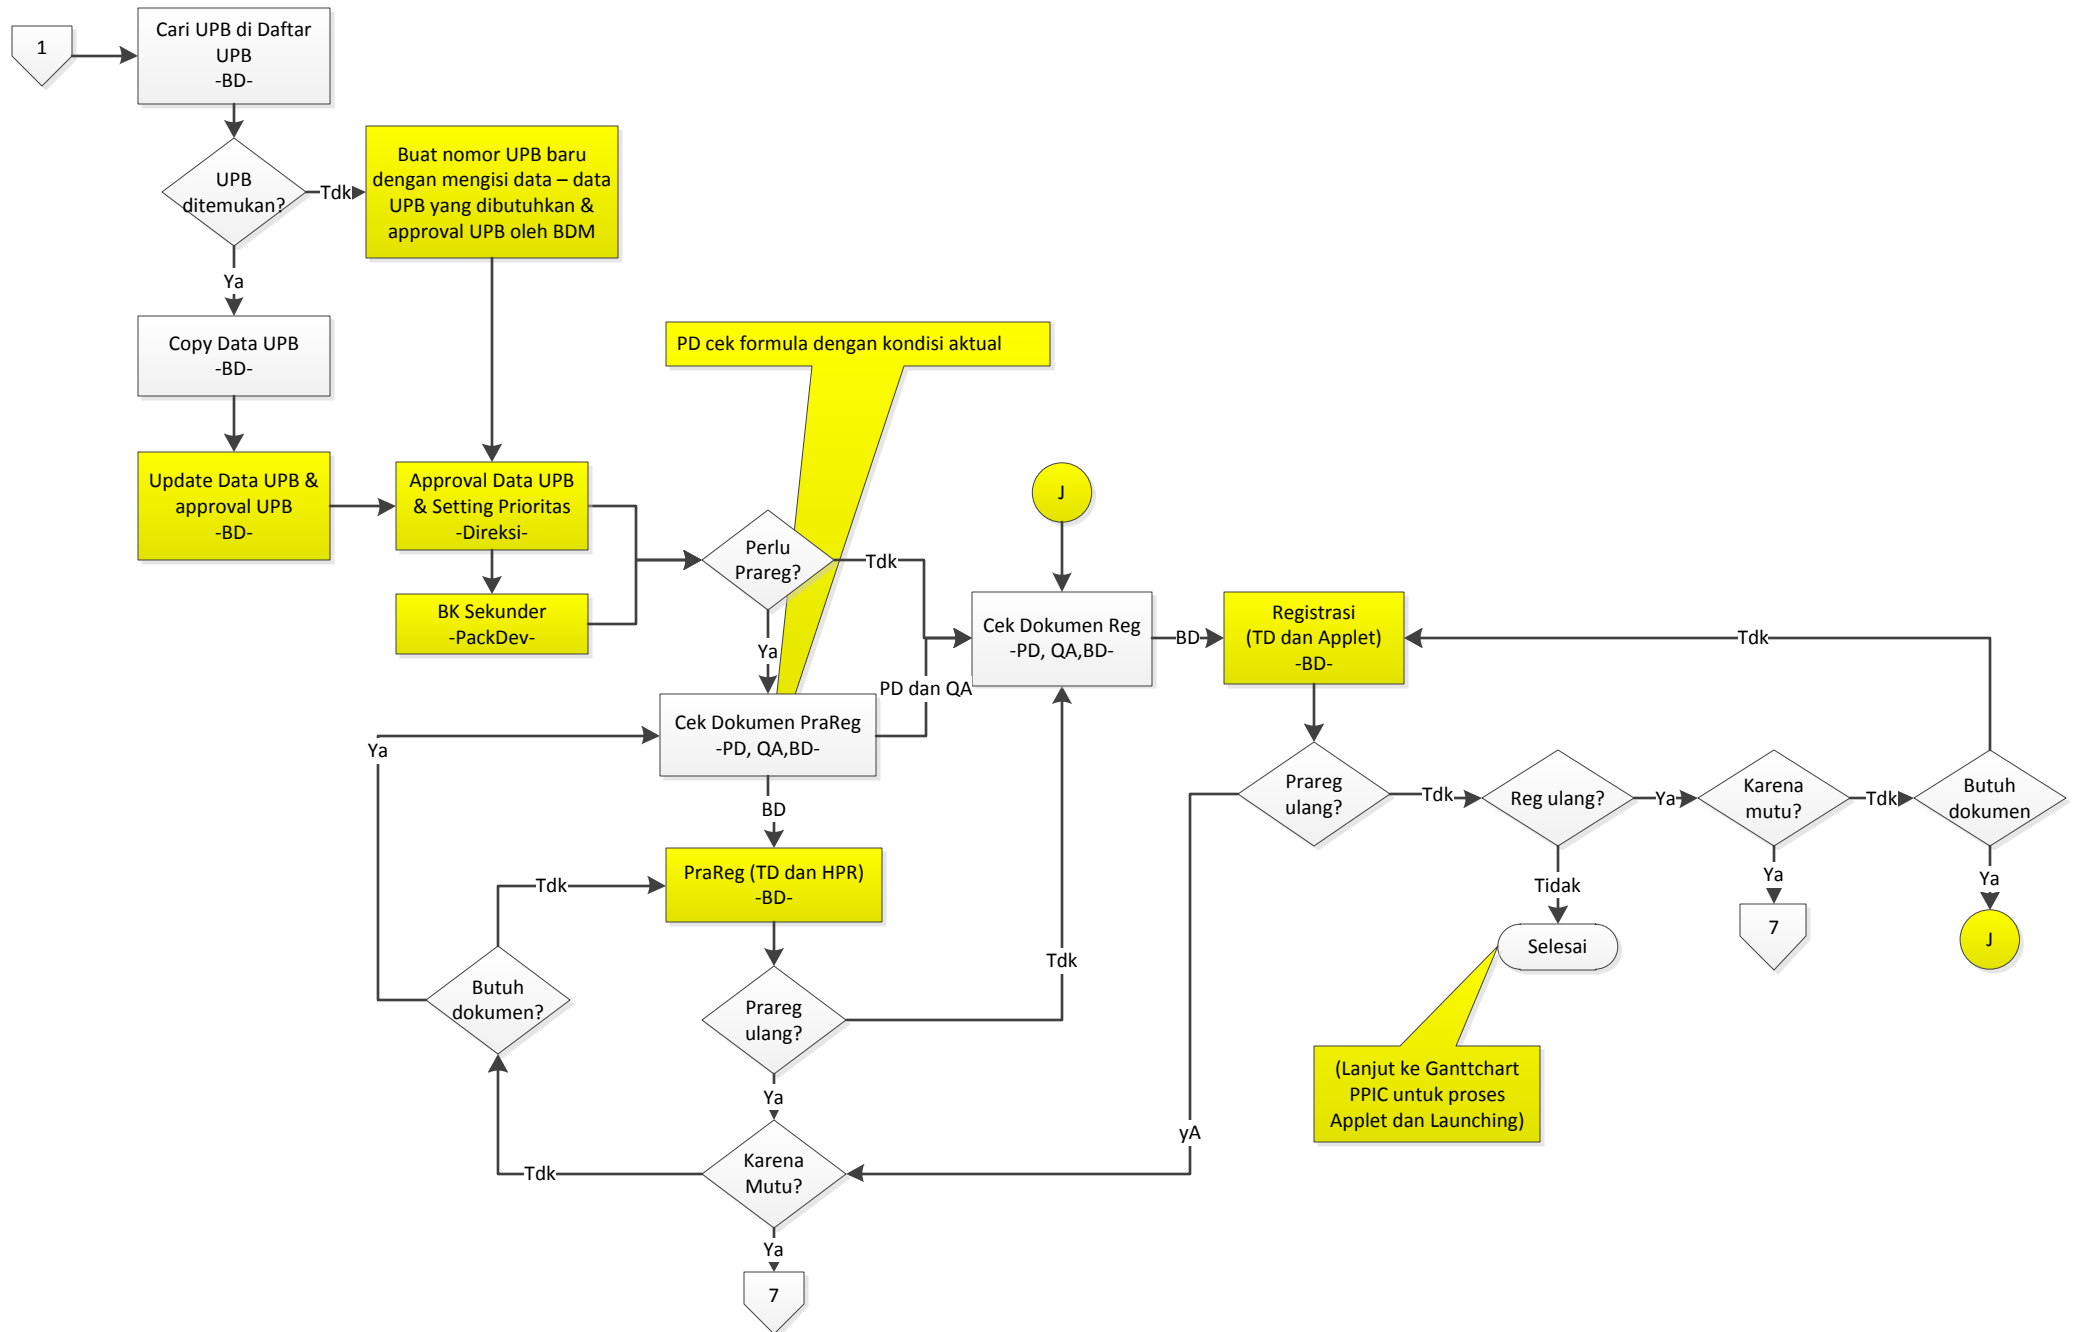 1
Cari UPB di Daftar
UPB
-BD-
UPB
ditemukan?
Tdk
Buat nomor UPB baru
dengan mengisi data – data
UPB yang dibutuhkan &
approval UPB oleh BDM
Ya
Copy Data UPB
-BD-
PD cek formula dengan kondisi aktual
Update Data UPB &
approval UPB
-BD-
Approval Data UPB
& Setting Prioritas
-Direksi-
BK Sekunder
-PackDev-
Perlu
Prareg?
Tdk
Ya
J
Cek Dokumen Reg
-PD, QA,BD-
BD
Registrasi
(TD dan Applet)
-BD-
Tdk
PD dan QA
Cek Dokumen PraReg
-PD, QA,BD-
Ya
BD
Prareg
ulang?
Tdk
Reg ulang?
Ya
Karena
mutu?
Tdk
Butuh
dokumen
Tidak
Ya
Ya
Selesai
7
J
PraReg (TD dan HPR)
-BD-
Tdk
Butuh
dokumen?
Prareg
ulang?
Tdk
Ya
(Lanjut ke Ganttchart
PPIC untuk proses
Applet dan Launching)
yA
Karena
Mutu?
Tdk
Ya
7